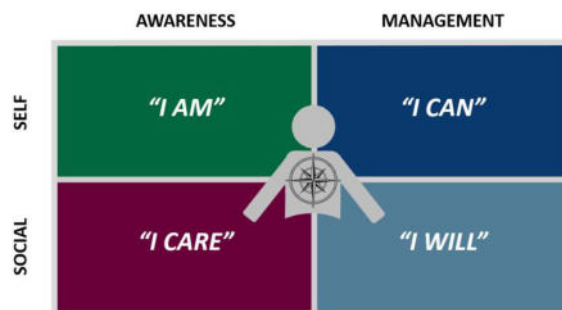 AWARENESS MANAGEMENT
SELF
“I AM” “I CAN”
SOCIAL
“I CARE” “I WILL”